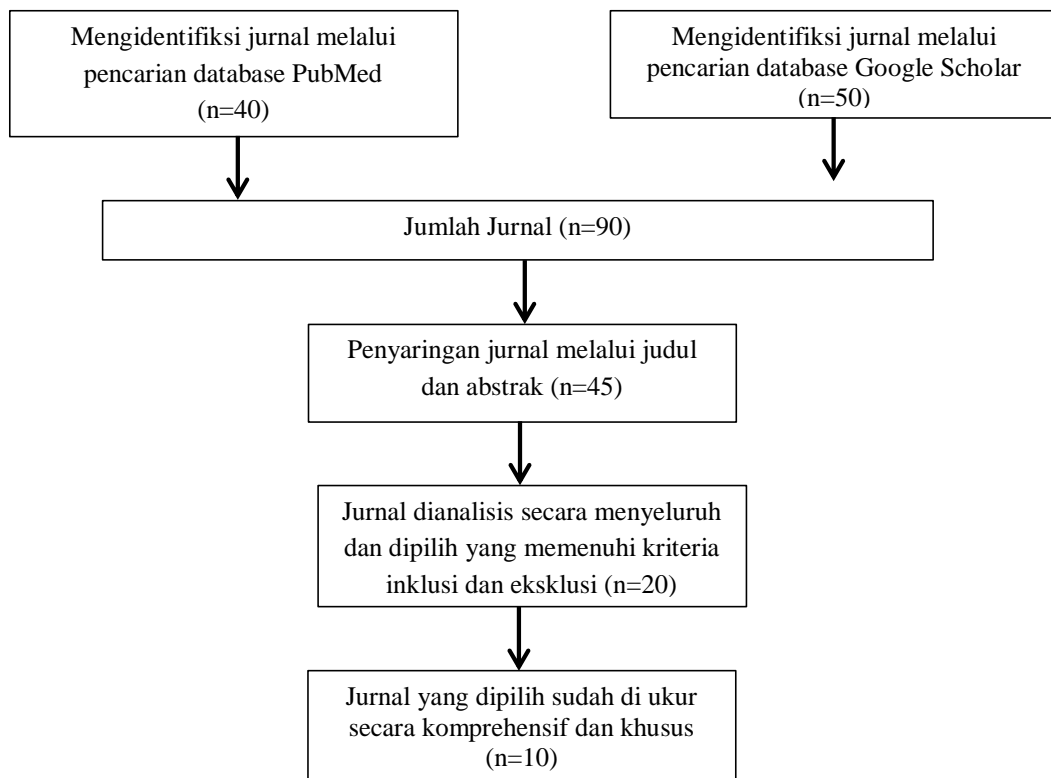 Mengidentifiksi jurnal melalui
pencarian database PubMed
(n=40)
Mengidentifiksi jurnal melalui
pencarian database Google Scholar
(n=50)
Jumlah Jurnal (n=90)
Penyaringan jurnal melalui judul
dan abstrak (n=45)
Jurnal dianalisis secara menyeluruh
dan dipilih yang memenuhi kriteria
inklusi dan eksklusi (n=20)
Jurnal yang dipilih sudah di ukur
secara komprehensif dan khusus
(n=10)